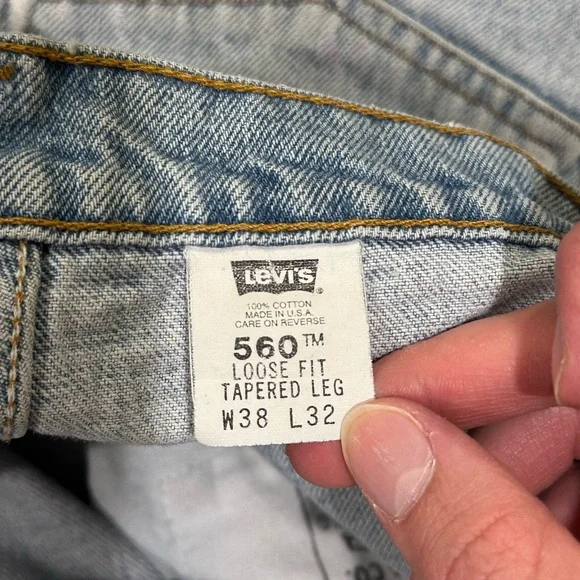 LEVI'S ®
100% COTTON
MADE IN U.S.A.
CARE ON REVERSE
560™
LOOSE FIT
TAPERED LEG
W38 L32